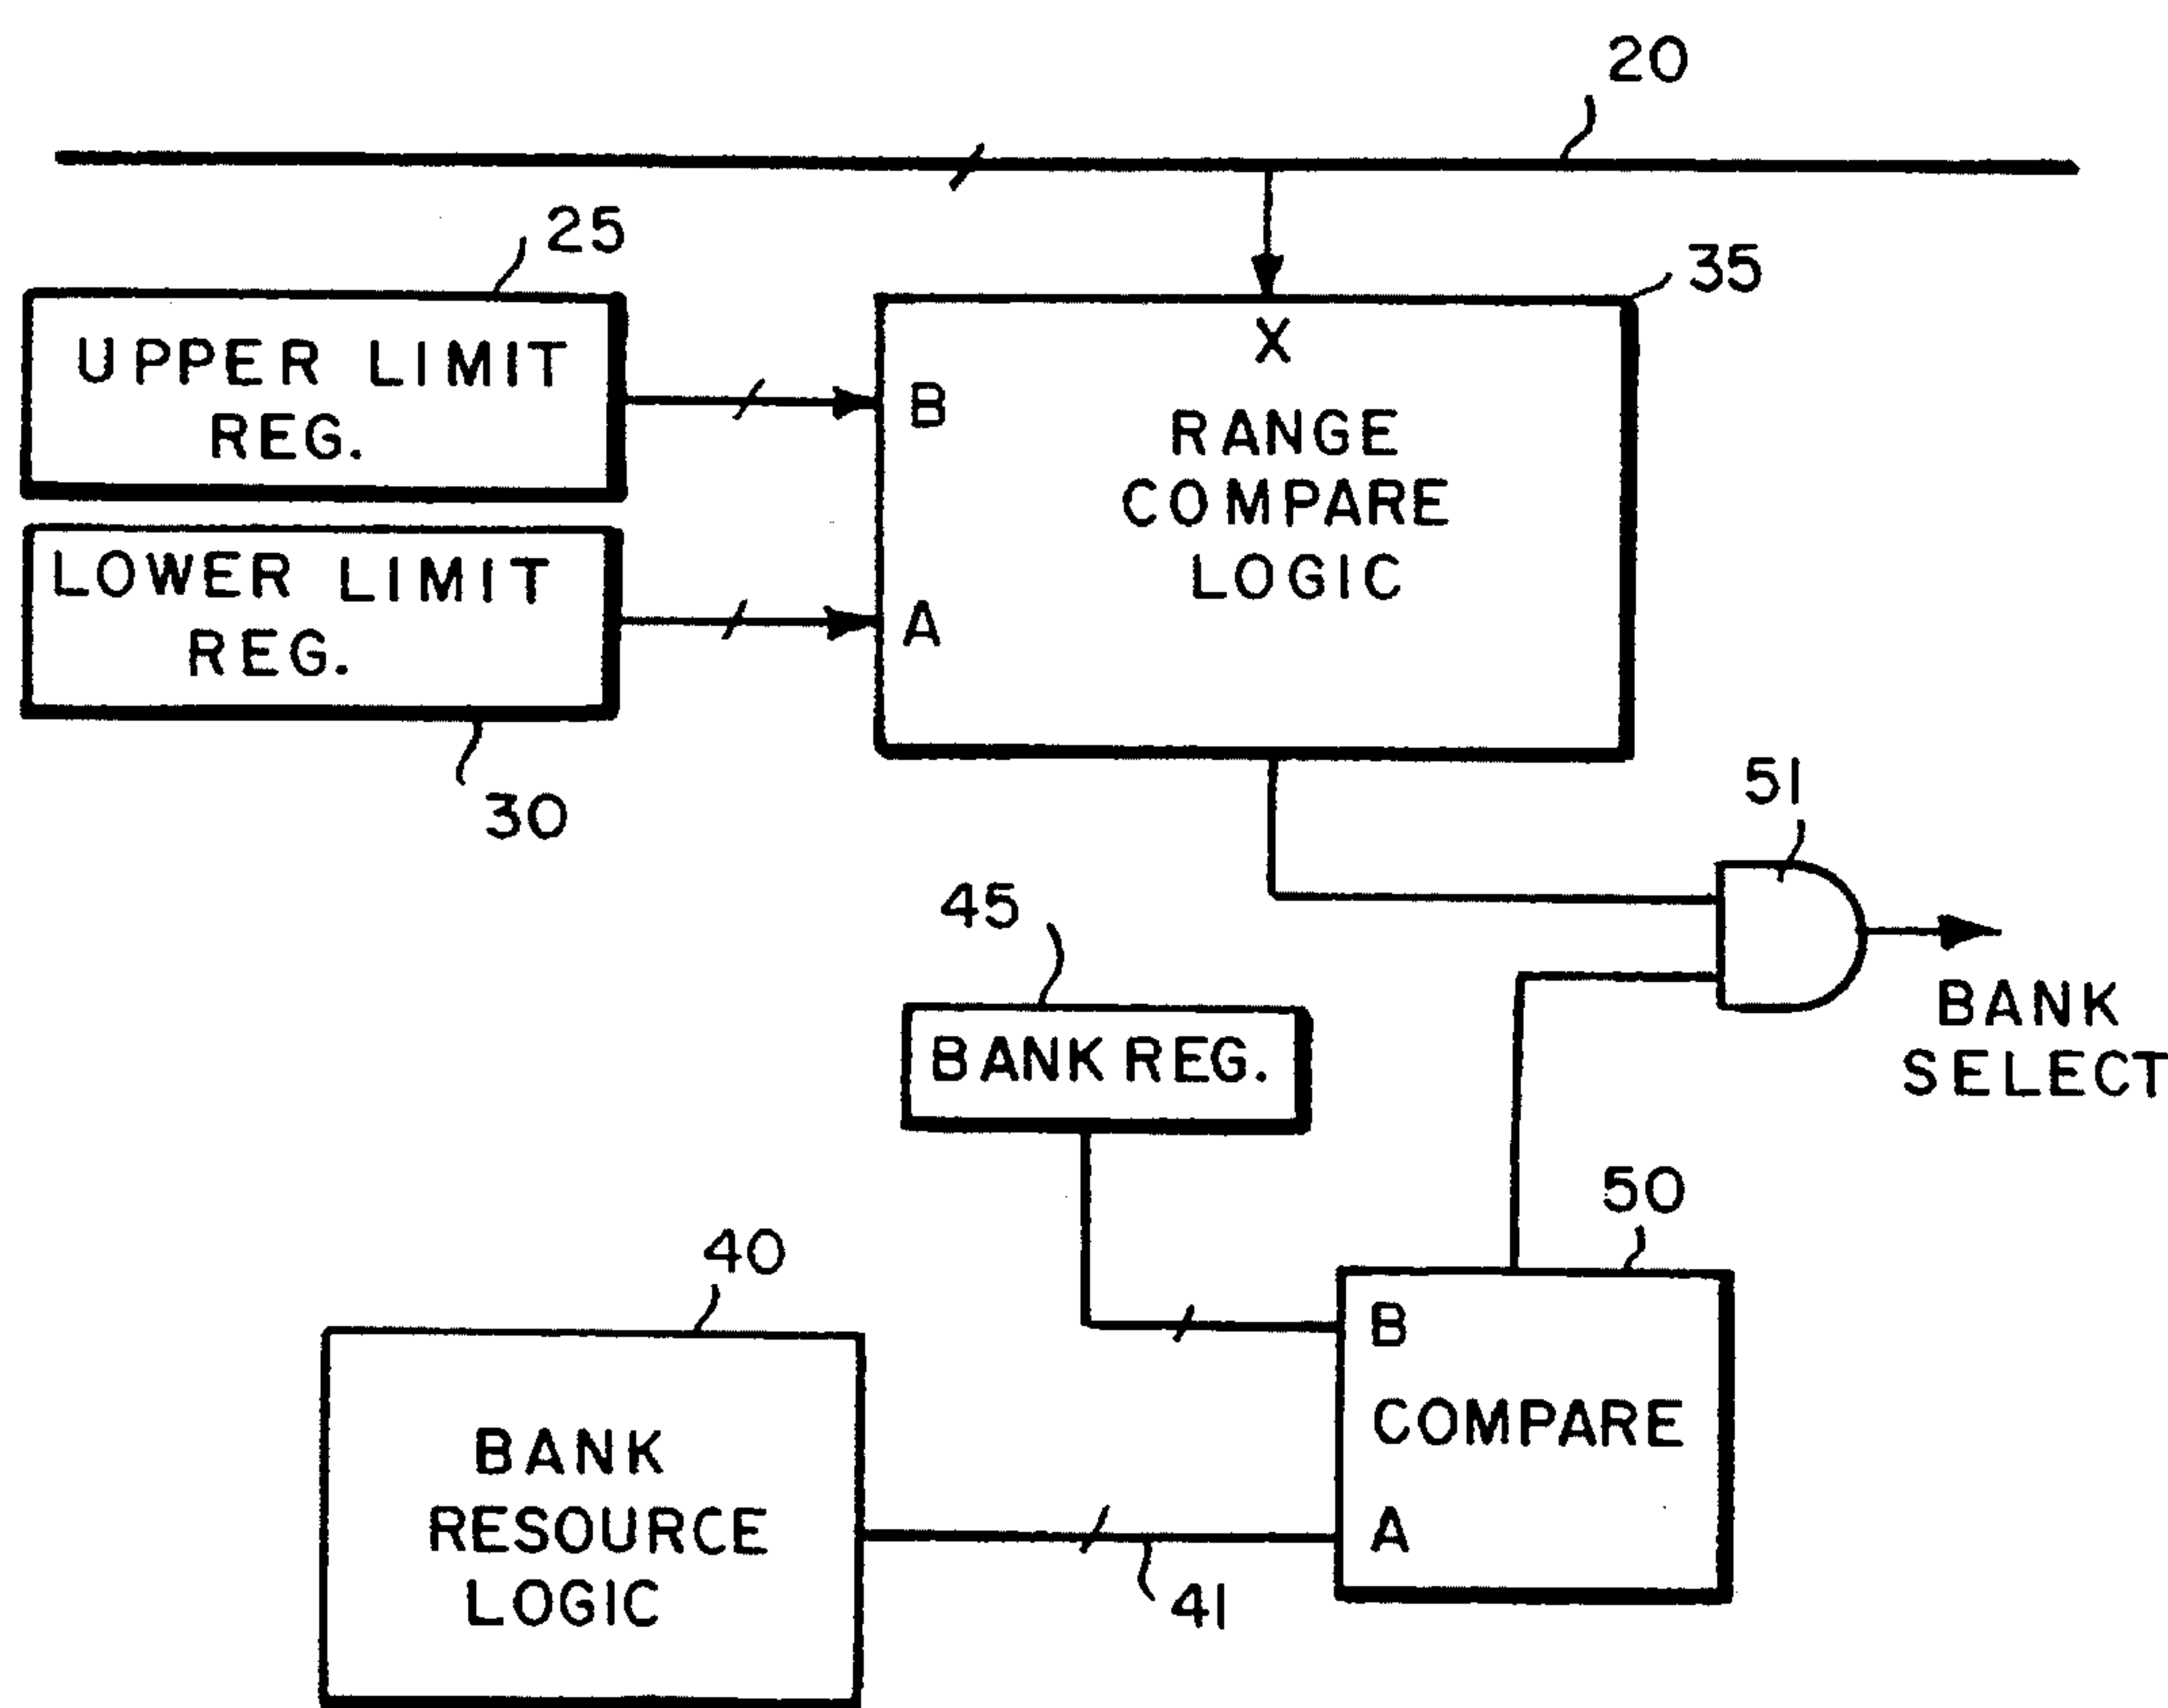 20
25
35
UPPER LIMIT
REG.
X
B
RANGE
COMPARE
LOGIC
LOWER LIMIT
REG.
A
30
51
45
BANK
SELECT
BANK REG.
50
40
B
COMPARE
A
BANK
RESOURCE
LOGIC
41